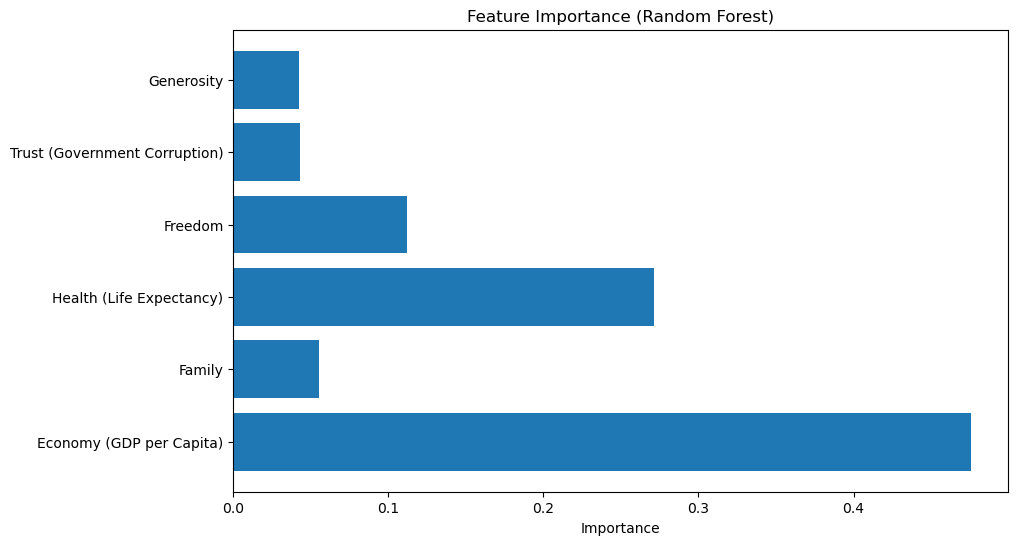 Feature Importance (Random Forest)
Generosity
Trust (Government Corruption)
Freedom
Health (Life Expectancy)
Family
Economy (GDP per Capita)
0.0 0.1 0.2 0.3 0.4
Importance